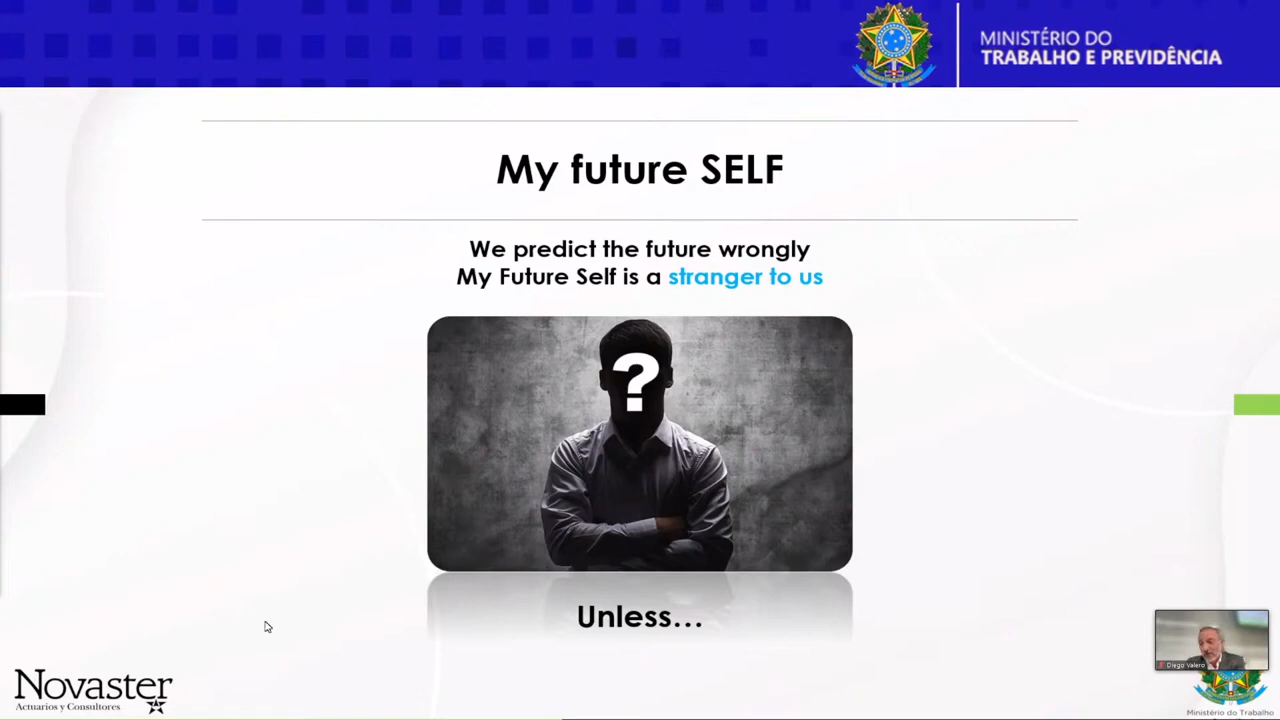 MINISTÉRIO DO
TRABALHO E PREVIDÊNCIA
My future SELF
We predict the future wrongly
My Future Self is a stranger to us
?
Unless...
Diego Valero
Novaster
Actuarios y Consultores
Ministério do Trabalho